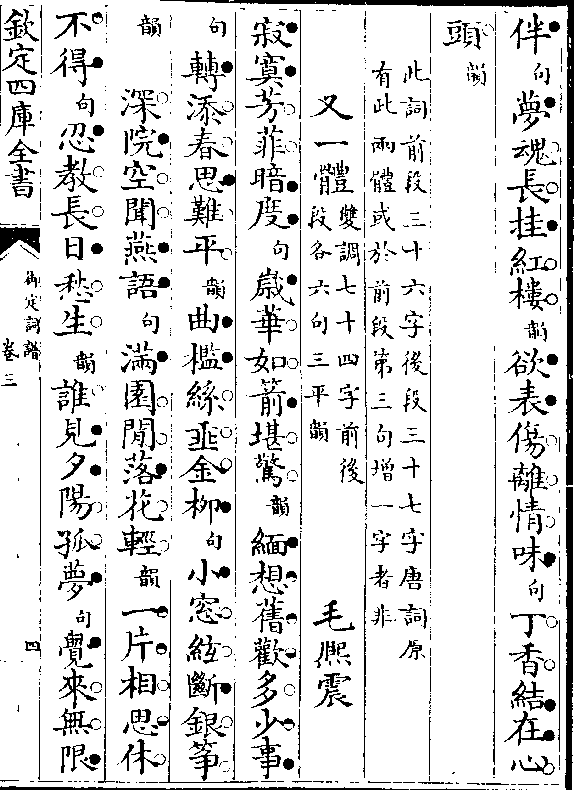 伴句夢魂長挂紅樓韻欲表傷離情味句丁香結在心
頭韻
此詞前段三十六字後段三十七字唐詞原
有此兩體或於前段第三句增一字者非
又一體雙調七十四字前後
段各六句三平韻
毛熙震
寂寞芳菲暗度句歲華如箭堪驚韻緬想舊歡多少事
句轉添春思難平韻曲檻絲垂金柳句小窓絃斷銀筝
韻深院空聞燕語句滿園閒落花輕韻一片相思休
不得句忍教長日愁生韻誰見夕陽孤夢句覺來無限
欽定四庫全書
御定詞譜
卷三
四